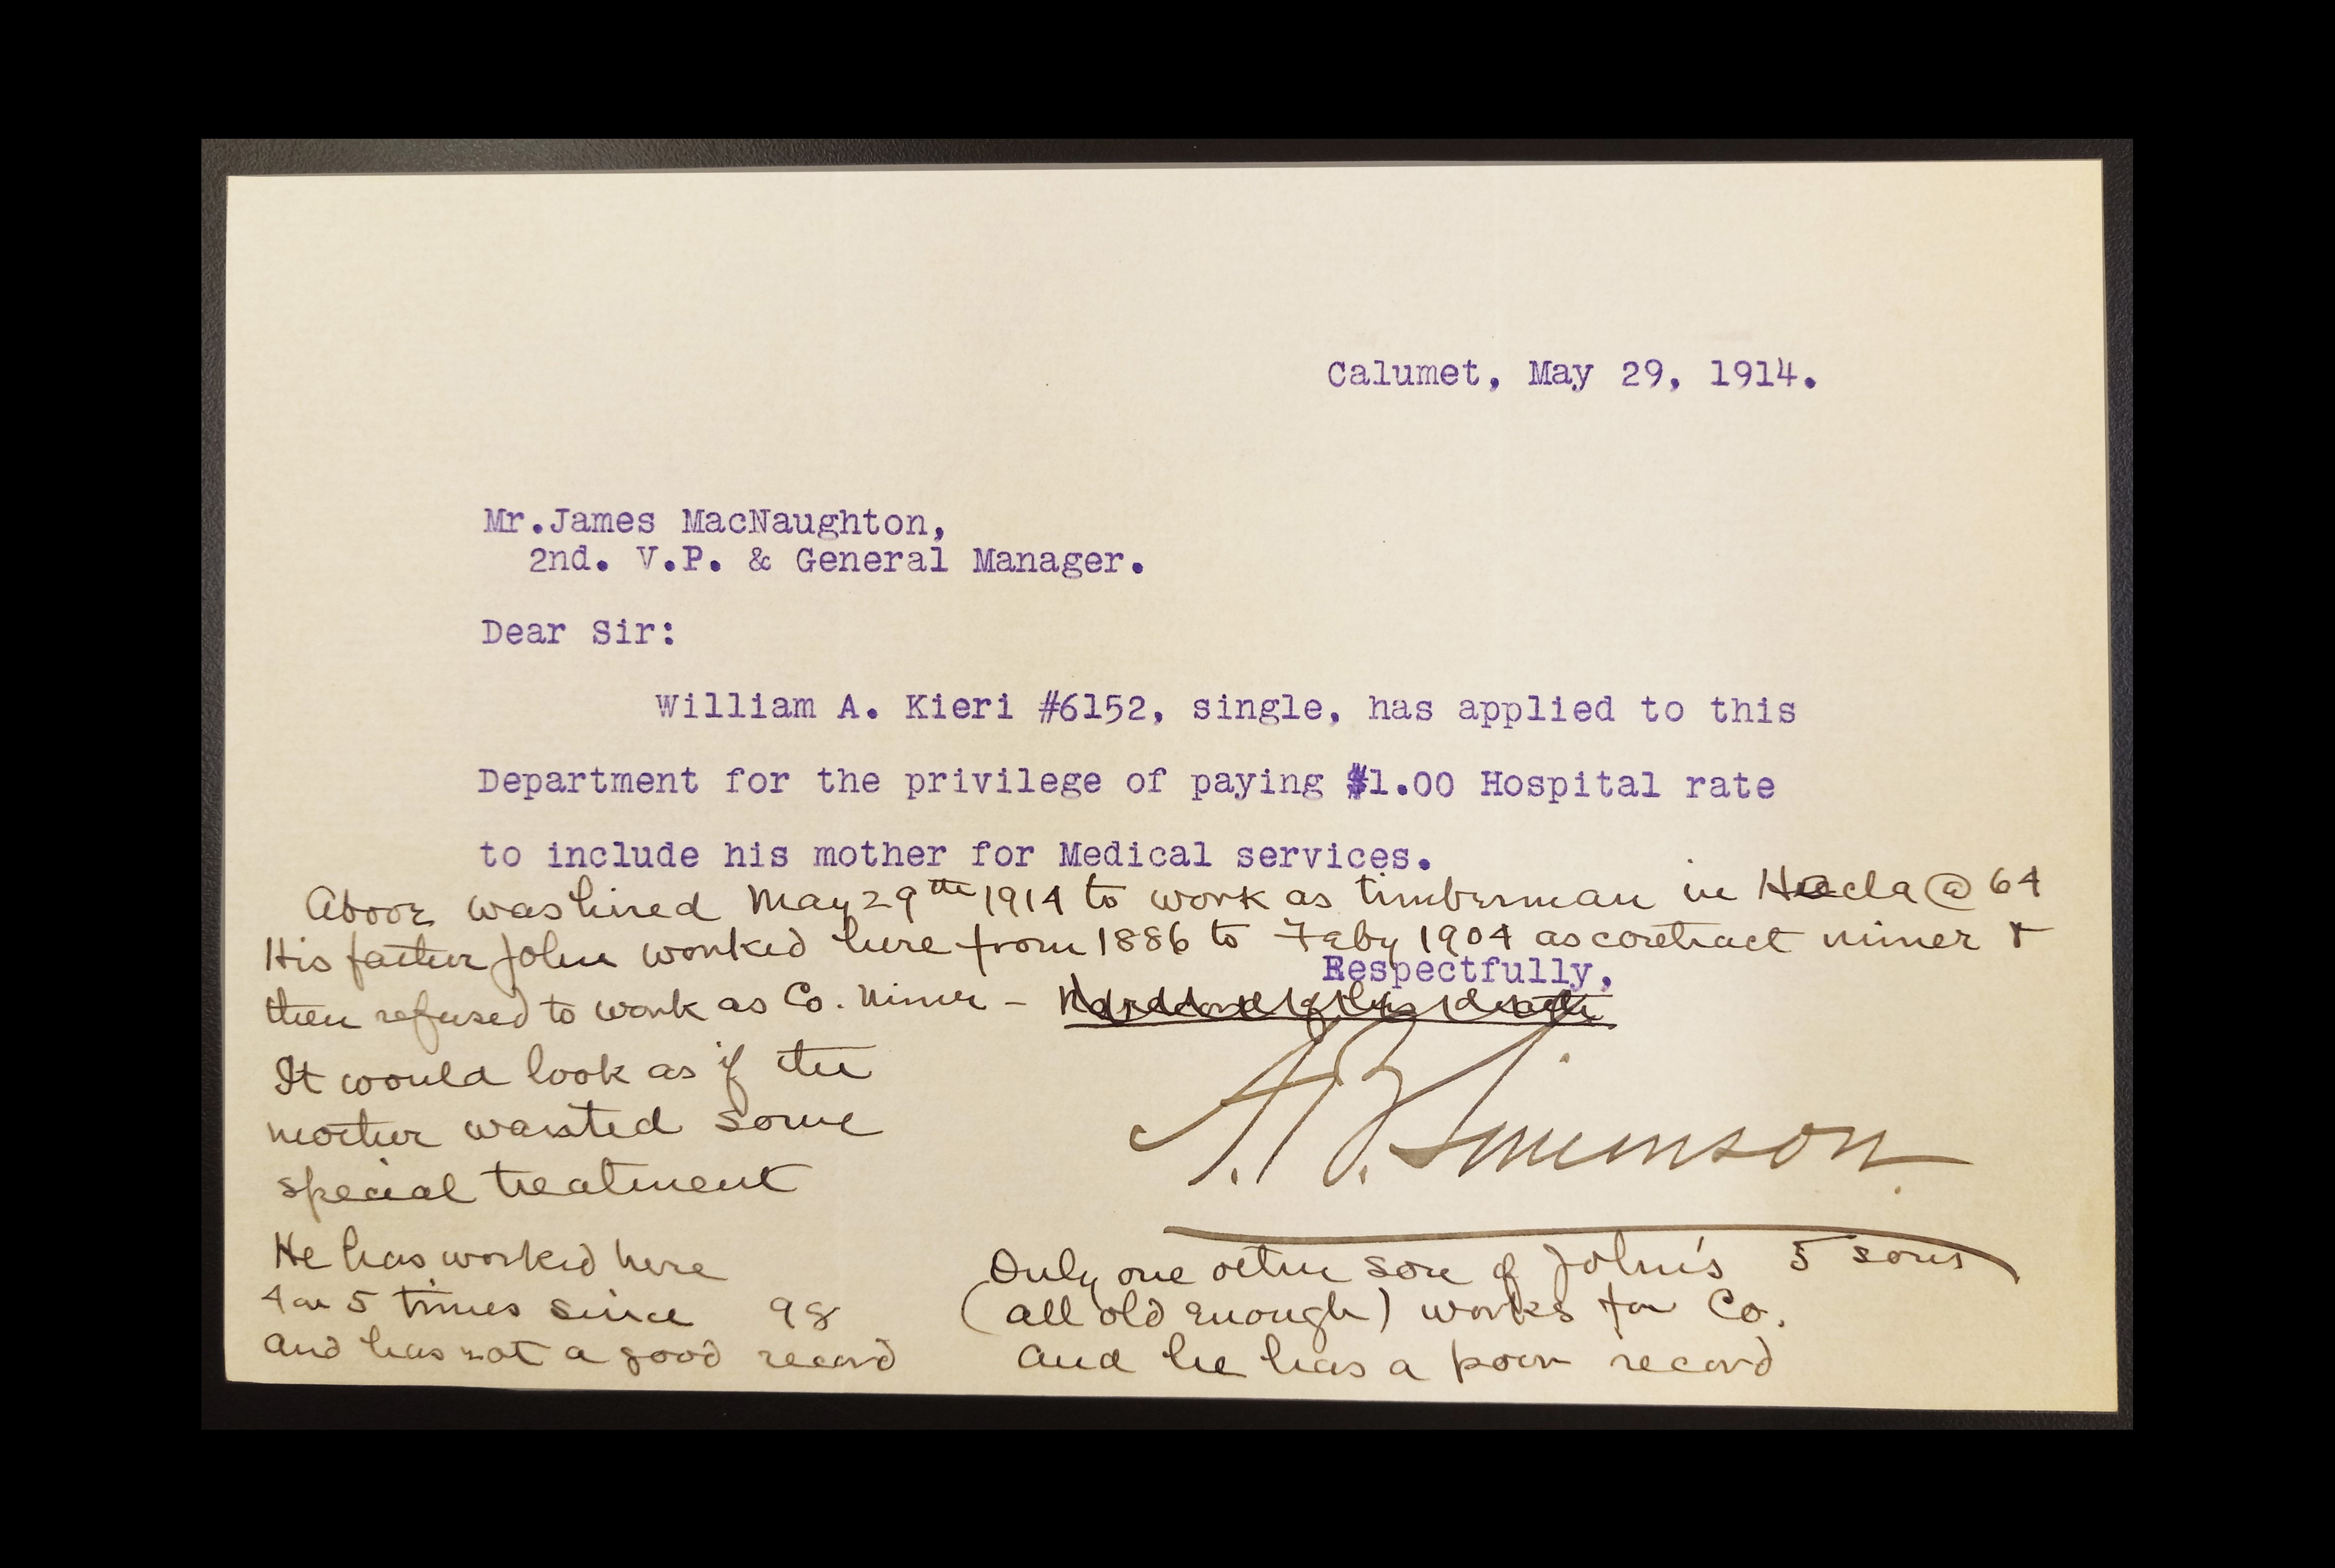 Calumet, May 29, 1914.
Mr.James MacNaughton,
2nd. V.P. & General Manager.
Dear Sir:
William A. Kieri #6152, single, has applied to this
Department for the privilege of paying $1.00 Hospital rate
to include his mother for Medical services.
Above was hired May 29th 1914 to work as timberman in Hecla @ 64
His father John worked here from 1886 to Feby 1904 as contract miner &
Respectfully,
then refused to work as Co. Miner -
It would look as if the
mother wanted some
special treatment
He has worked here
4 or 5 times since 98
and has not a good record
Only one other son of John's 5 sons
(all old enough) works for Co.
and he has a poor record